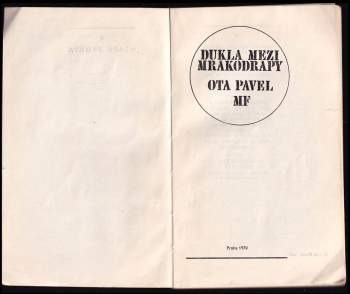 DUKLA MEZI
MRAKODRAPY
OTA PAVEL
MF
Praha 1970